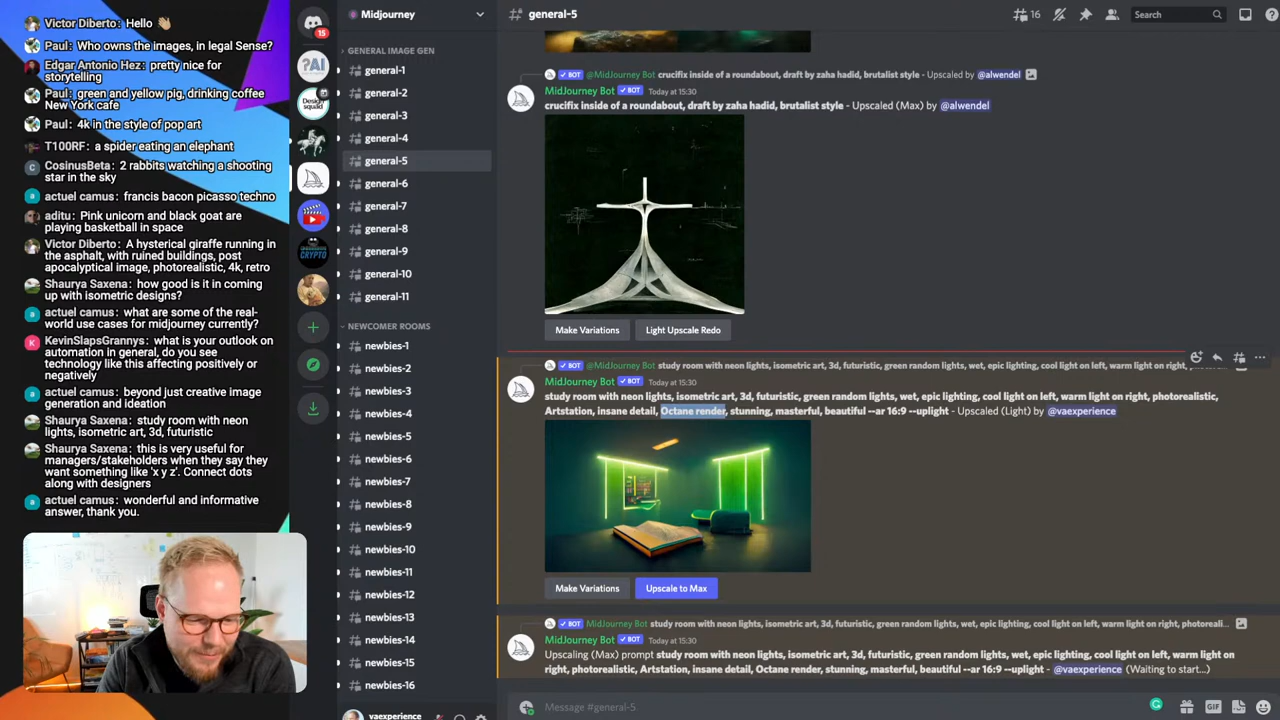 Victor Diberto: Hello 👋🏼
Paul: Who owns the images, in legal Sense?
Edgar Antonio Hez: pretty nice for
storytelling
Paul: green and yellow pig, drinking coffee
New York cafe
Paul: 4k in the style of pop art
T100RF: a spider eating an elephant
CosinusBeta: 2 rabbits watching a shooting
star in the sky
actuel camus: francis bacon picasso techno
aditu: Pink unicorn and black goat are
playing basketball in space
Victor Diberto: A hysterical giraffe running in
the asphalt, with ruined buildings, post
apocalyptical image, photorealistic, 4k, retro
Shaurya Saxena: how good is it in coming
up with isometric designs?
actuel camus: what are some of the real-
world use cases for midjourney currently?
KevinSlapsGrannys: what is your outlook on
automation in general, do you see
technology like this affecting positively or
negatively
actuel camus: beyond just creative image
generation and ideation
Shaurya Saxena: study room with neon
lights, isometric art, 3d, futuristic
Shaurya Saxena: this is very useful for
managers/stakeholders when they say they
want something like 'x y z'. Connect dots
along with designers
actuel camus: wonderful and informative
answer, thank you.
15
?AI
Design
squad
CRYPTO
Midjourney
GENERAL IMAGE GEN
general-1
general-2
general-3
general-4
general-5
general-6
general-7
general-8
general-9
general-10
general-11
NEWCOMER ROOMS
newbies-1
newbies-2
newbies-3
newbies-4
newbies-5
newbies-6
newbies-7
newbies-8
newbies-9
newbies-10
newbies-11
newbies-12
newbies-13
newbies-14
newbies-15
newbies-16
vaexperience
# general-5
16
Search
BOT @MidJourney Bot crucifix inside of a roundabout, draft by zaha hadid, brutalist style - Upscaled by @alwendel
MidJourney Bot BOT Today at 15:30
crucifix inside of a roundabout, draft by zaha hadid, brutalist style - Upscaled (Max) by @alwendel
Make Variations Light Upscale Redo
BOT @MidJourney Bot study room with neon lights, isometric art, 3d, futuristic, green random lights, wet, epic lighting, cool light on left, warm light on right, photorealistic, Ar...
MidJourney Bot BOT Today at 15:30
study room with neon lights, isometric art, 3d, futuristic, green random lights, wet, epic lighting, cool light on left, warm light on right, photorealistic,
Artstation, insane detail, Octane render, stunning, masterful, beautiful --ar 16:9 --uplight - Upscaled (Light) by @vaexperience
Make Variations Upscale to Max
BOT MidJourney Bot study room with neon lights, isometric art, 3d, futuristic, green random lights, wet, epic lighting, cool light on left, warm light on right, photoreali...
MidJourney Bot BOT Today at 15:30
Upscaling (Max) prompt study room with neon lights, isometric art, 3d, futuristic, green random lights, wet, epic lighting, cool light on left, warm light on
right, photorealistic, Artstation, insane detail, Octane render, stunning, masterful, beautiful --ar 16:9 --uplight - @vaexperience (Waiting to start...)
Message #general-5
GIF